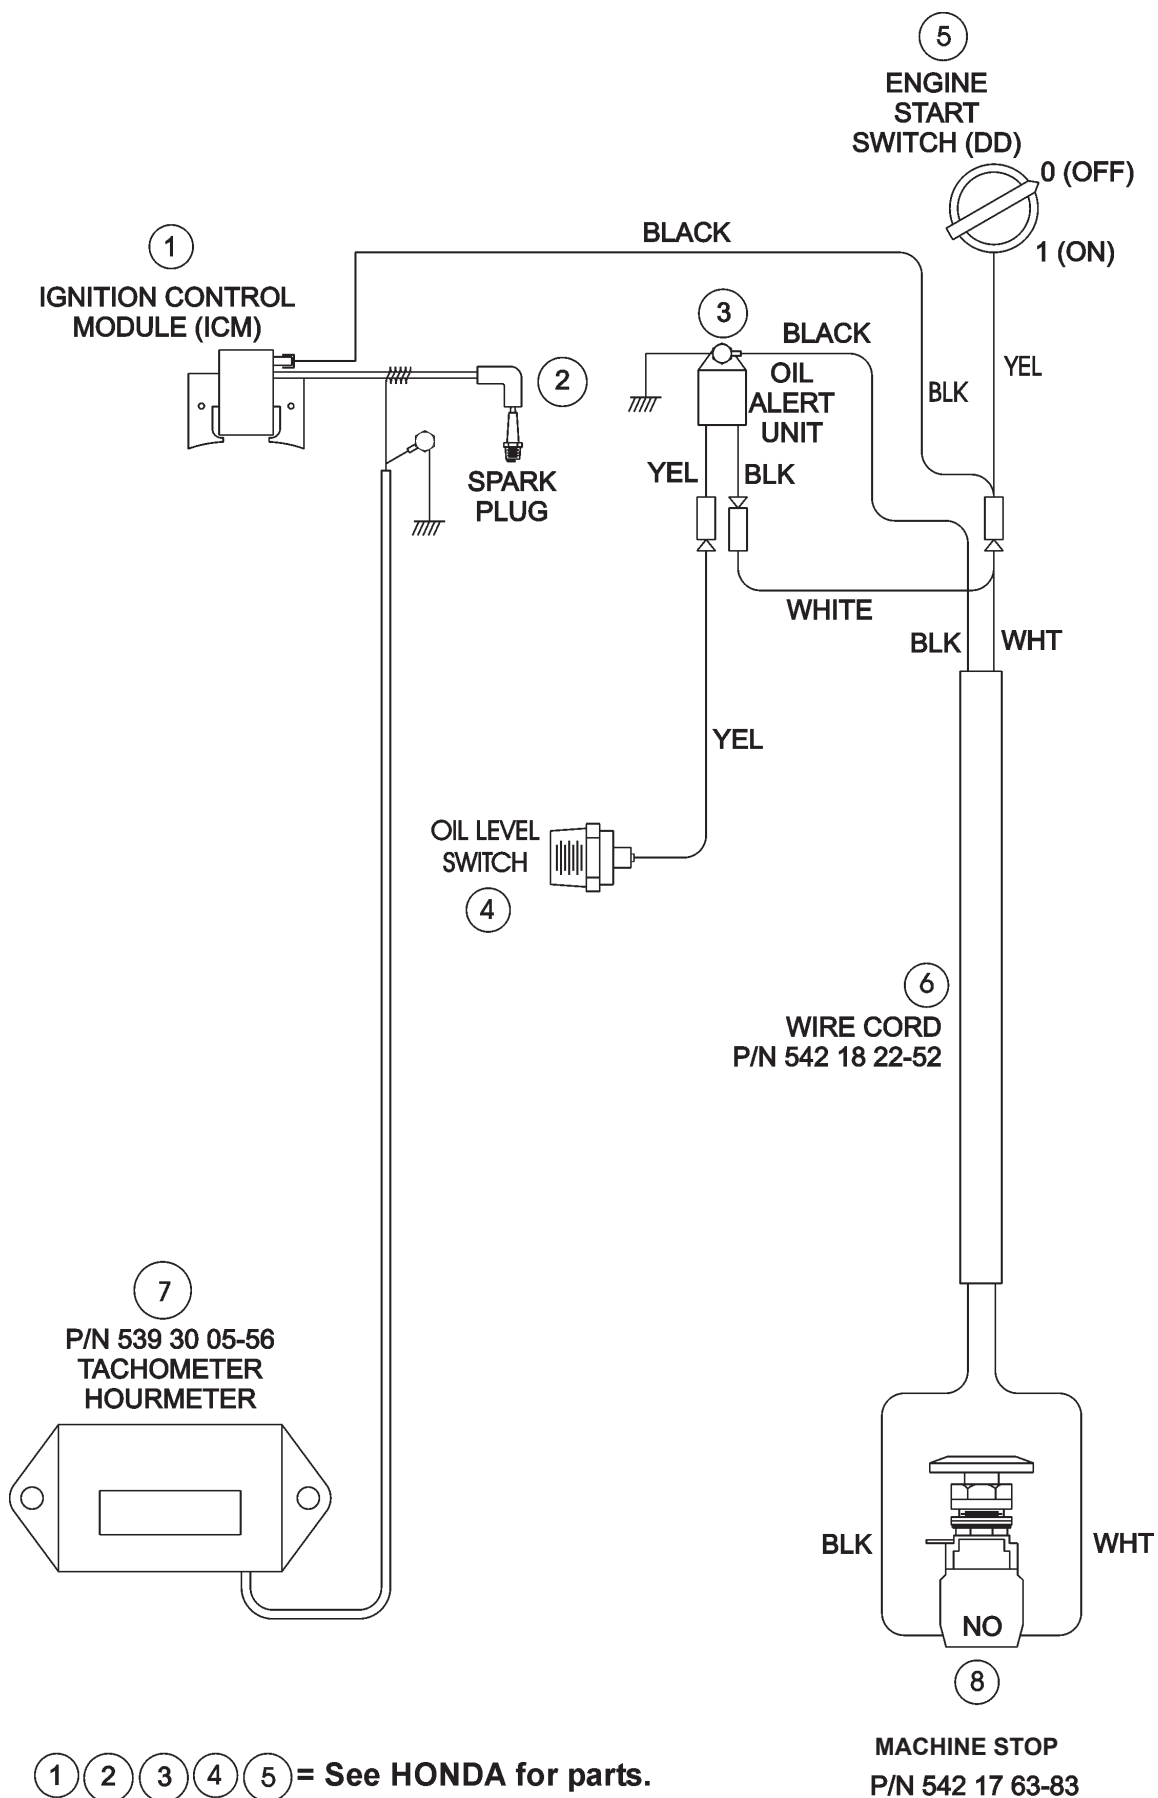 5
ENGINE
START
SWITCH (DD)
0 (OFF)
1 (ON)
BLACK
1
IGNITION CONTROL
MODULE (ICM)
3
BLACK
2
OIL
ALERT
UNIT
YEL
BLK
SPARK
PLUG
YEL
BLK
WHITE
BLK
WHT
YEL
OIL LEVEL
SWITCH
4
6
WIRE CORD
P/N 542 18 22-52
7
P/N 539 30 05-56
TACHOMETER
HOURMETER
BLK
WHT
NO
8
MACHINE STOP
P/N 542 17 63-83
1 2 3 4 5 = See HONDA for parts.